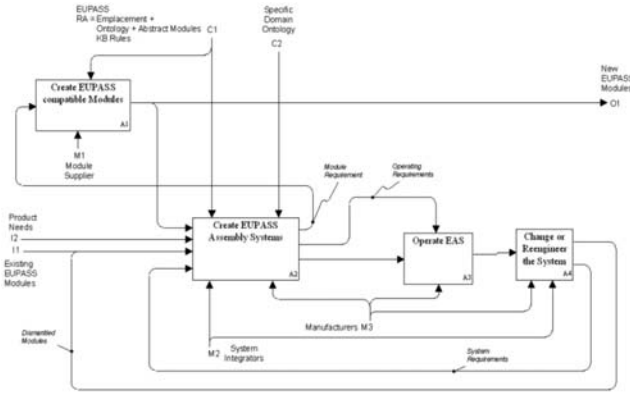 EUPASS
RA = Emplacement +
Ontology + Abstract Modules
KB Rules
C1
Specific
Domain
Ontology
C2
Create EUPASS
compatible Modules
A1
New
EUPASS
Modules
O1
M1
Module
Supplier
Module
Requirement
Operating
Requirements
Product
Needs
I2
I1
Existing
EUPASS
Modules
Create EUPASS
Assembly Systems
A2
Operate EAS
A3
Change or
Reengineer
the System
A4
Manufacturers M3
M2
System
Integrators
Dismantled
Modules
System
Requirements